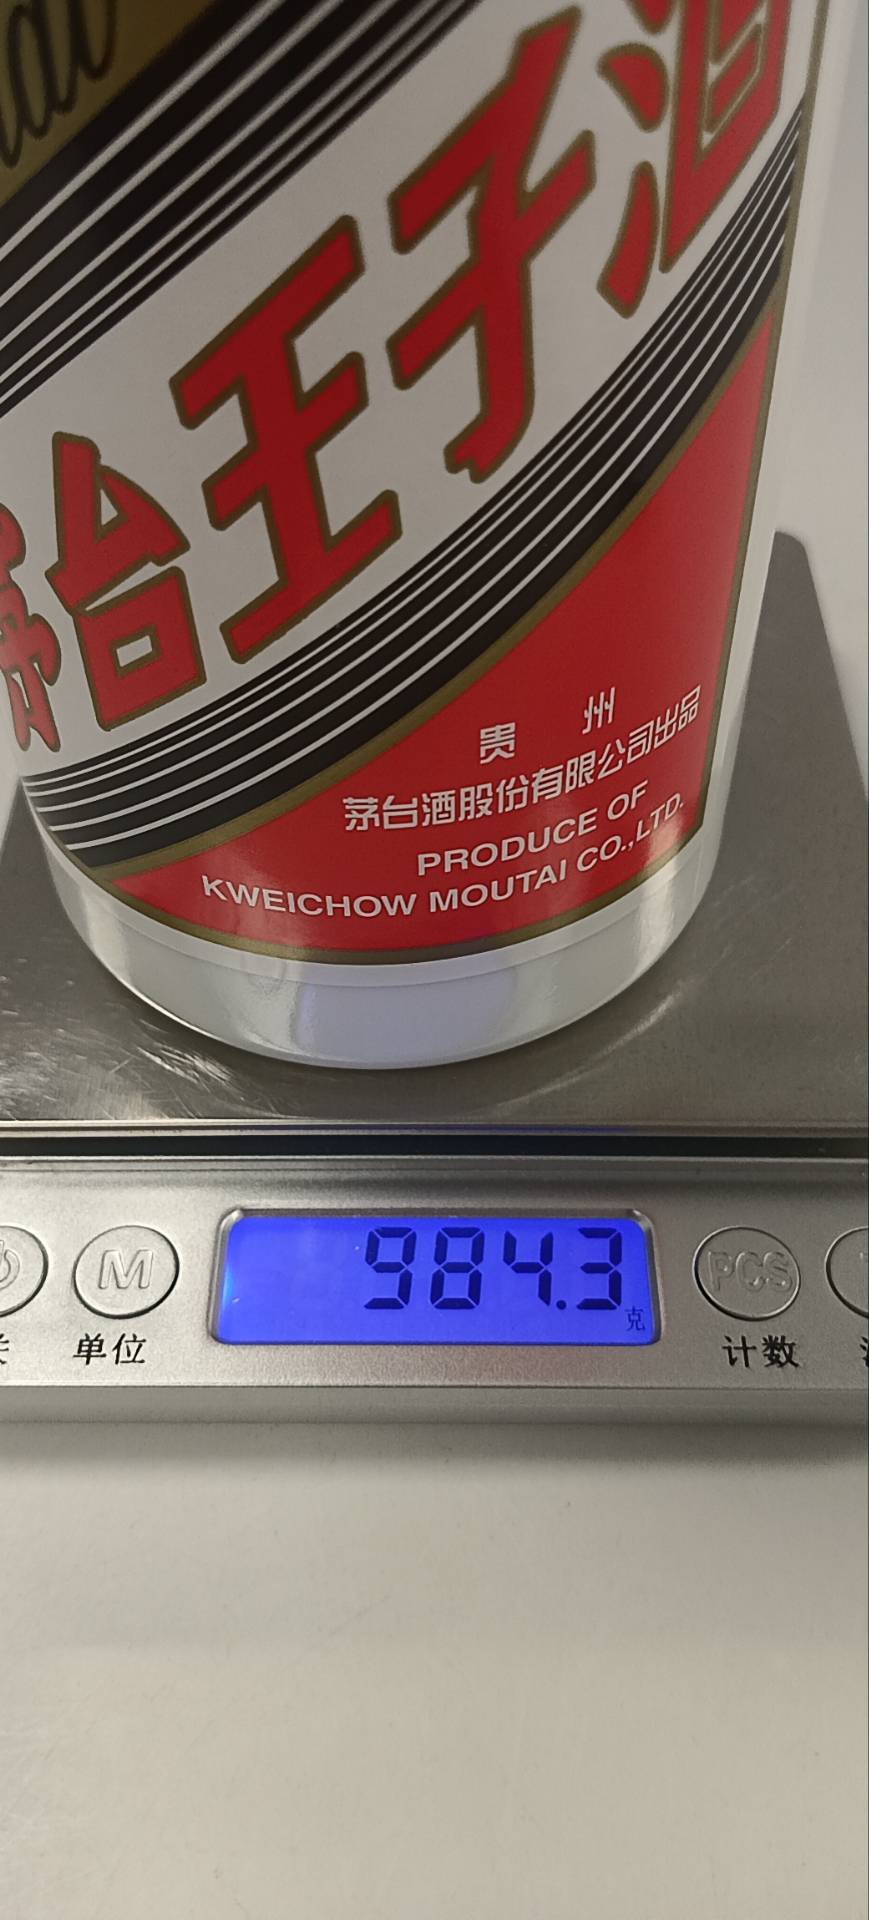 茅台王子酒
贵州
茅台酒股份有限公司出品
PRODUCE OF
KWEICHOW MOUTAI CO.,LTD.
984.3
克
M
PCS
单位
计数